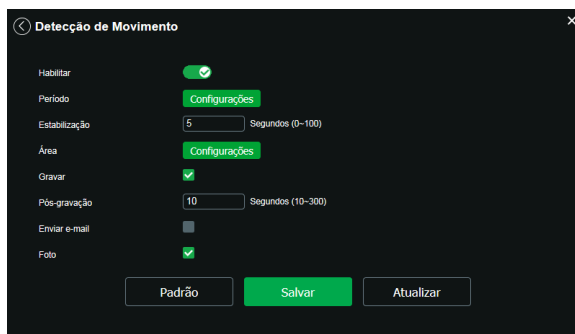 Detecção de Movimento
Habilitar
Período Configurações
Estabilização 5 Segundos (0~100)
Área Configurações
Gravar
Pós-gravação 10 Segundos (10~300)
Enviar e-mail
Foto
Padrão Salvar Atualizar